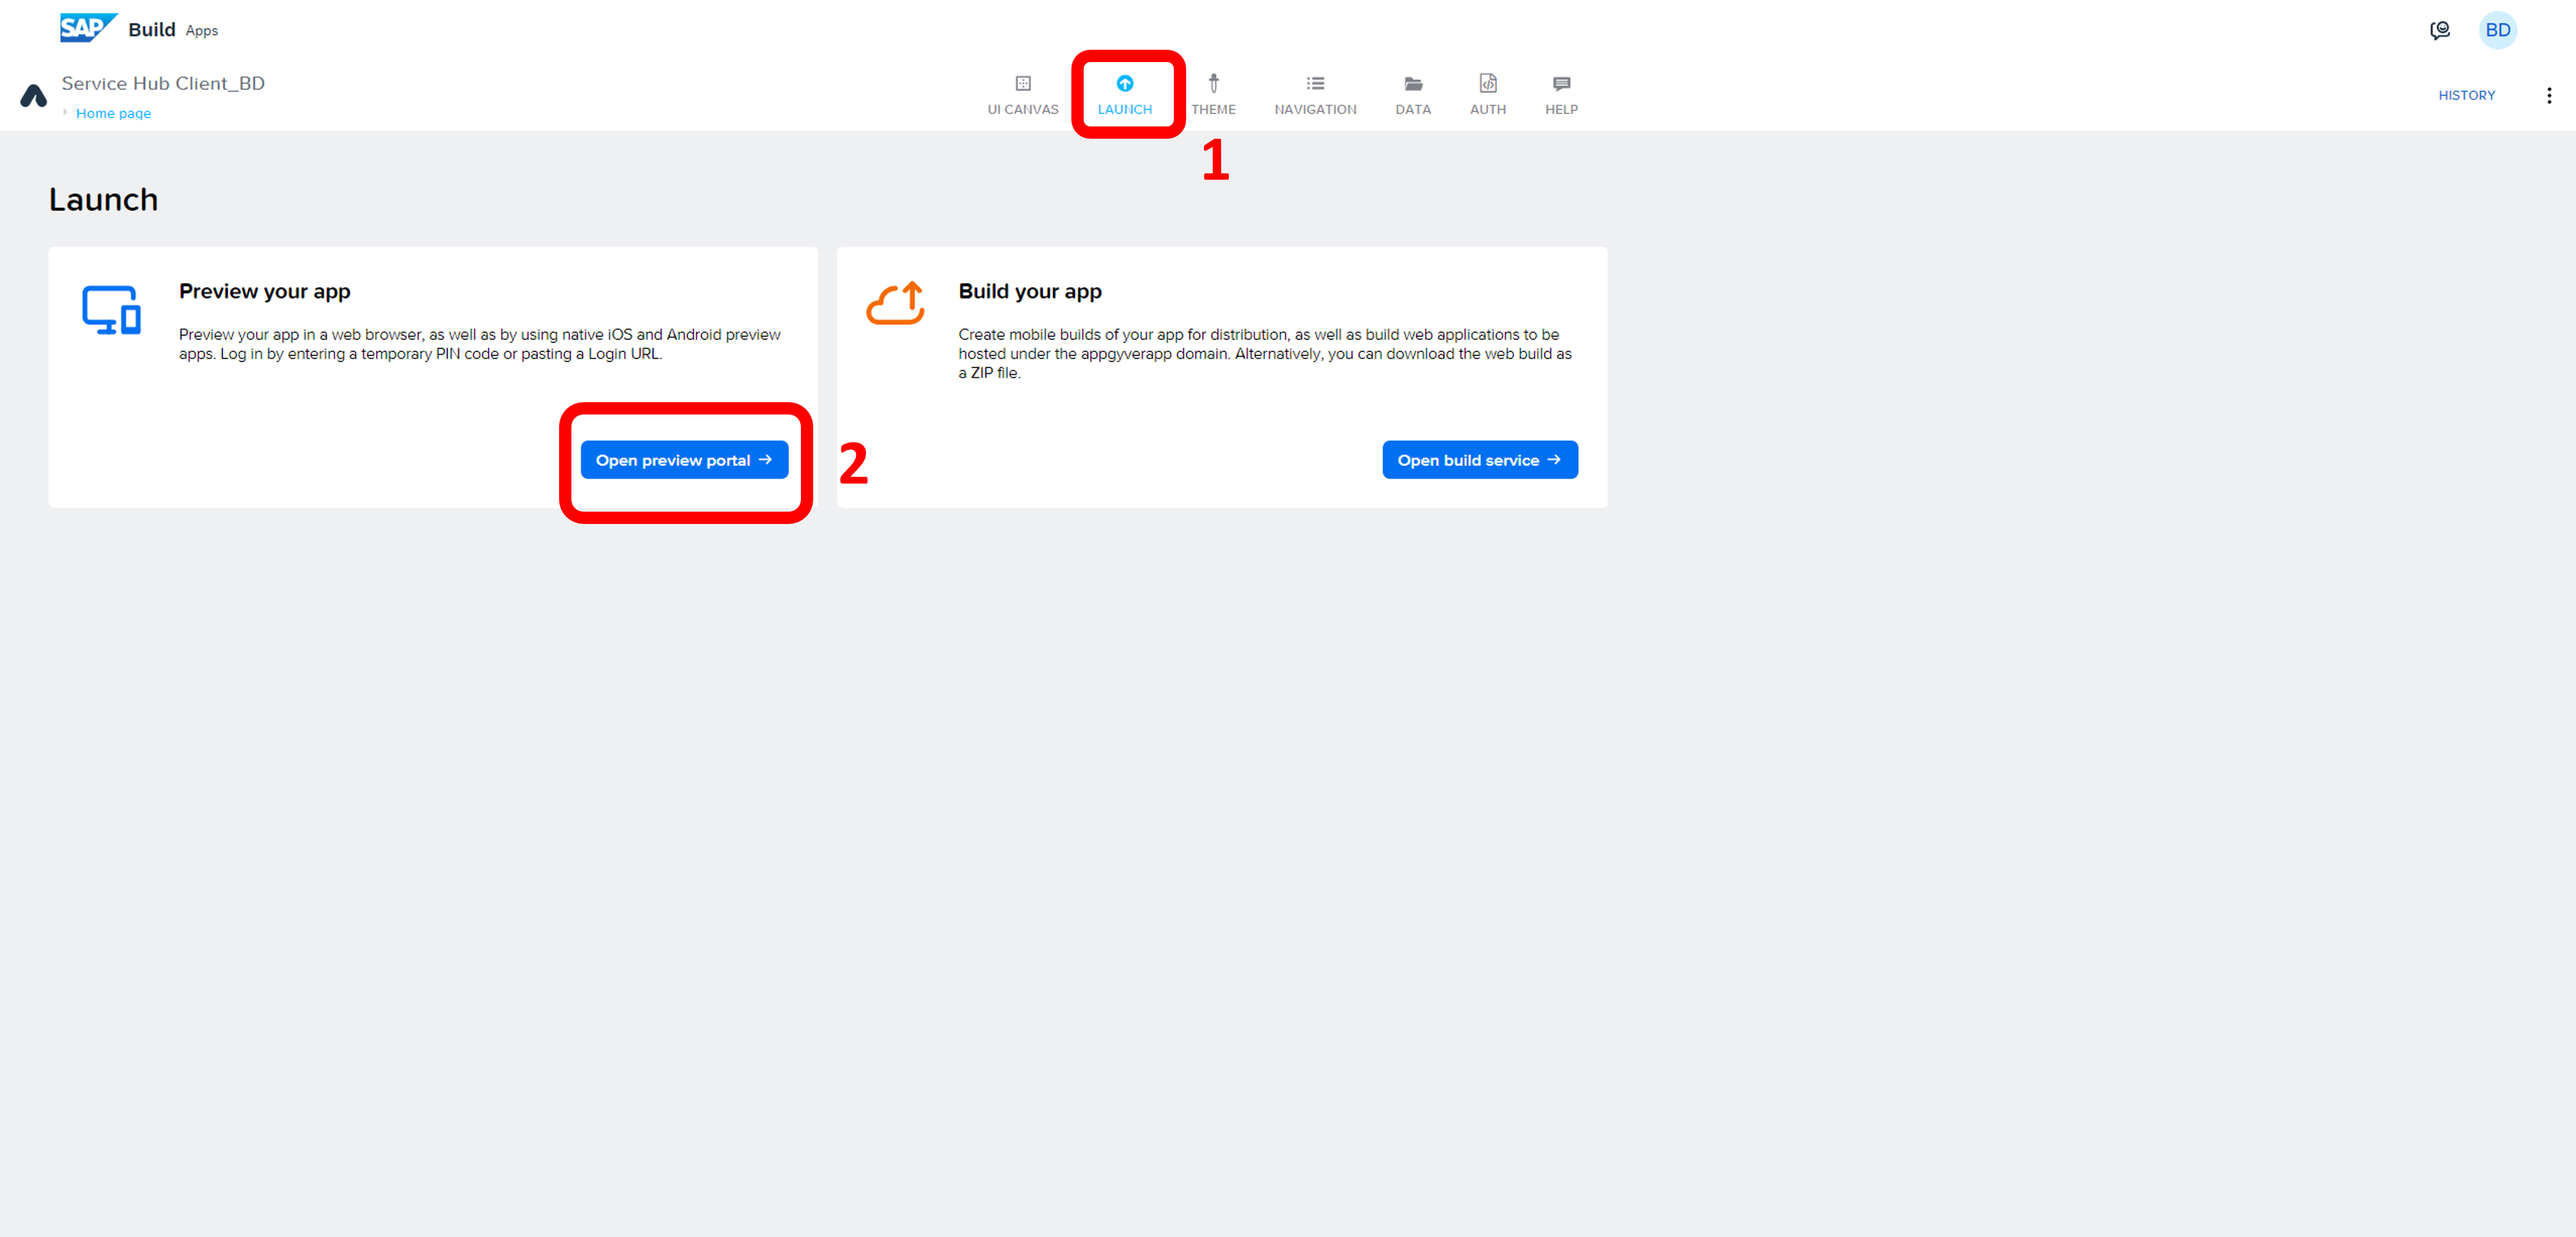 SAP Build Apps
BD
Service Hub Client_BD
Home page
UI CANVAS
LAUNCH
THEME
NAVIGATION
DATA
AUTH
HELP
HISTORY
1
Launch
Preview your app
Preview your app in a web browser, as well as by using native iOS and Android preview
apps. Log in by entering a temporary PIN code or pasting a Login URL.
Open preview portal
2
Build your app
Create mobile builds of your app for distribution, as well as build web applications to be
hosted under the appgyverapp domain. Alternatively, you can download the web build as
a ZIP file.
Open build service